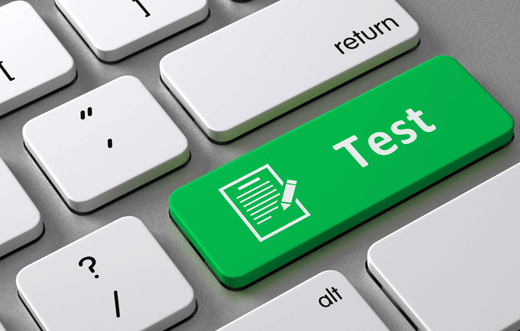 ]
return
[
"
'
Test
?
/
alt